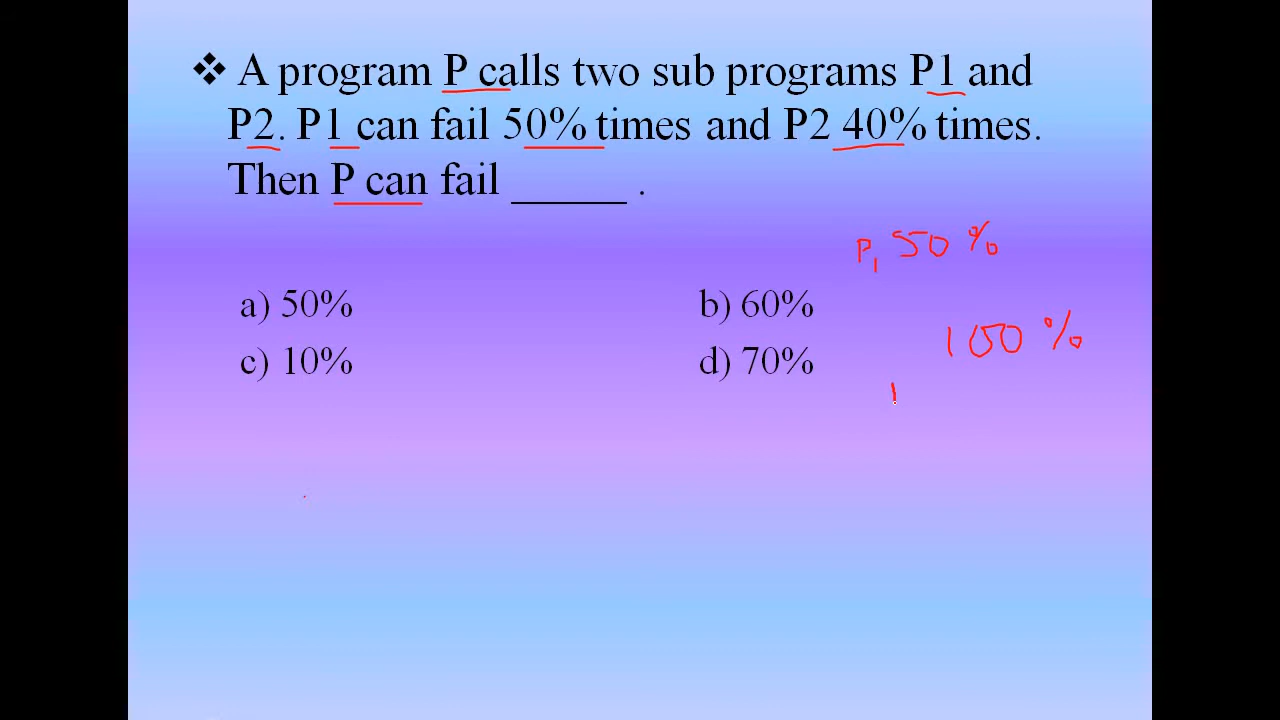 ❖ A program P calls two sub programs P1 and
P2. P1 can fail 50% times and P2 40% times.
Then P can fail ______ .
P1 50%
a) 50% b) 60%
100%
c) 10% d) 70%